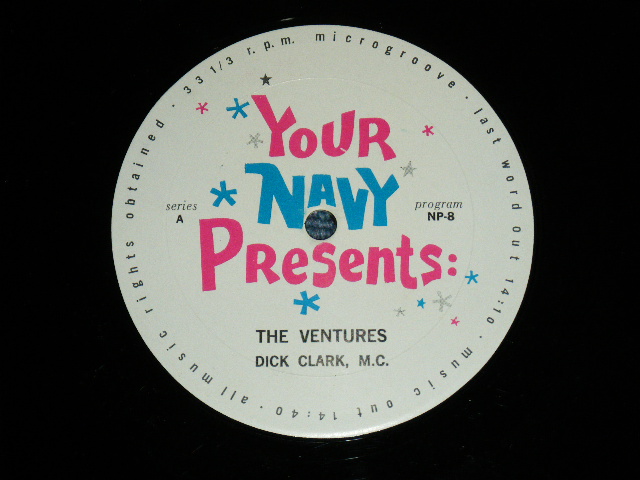 YOUR
NAVY
PRESENTS:
series
A
program
NP-8
THE VENTURES
DICK CLARK, M.C.
33 1/3 r.p.m. microgroove · last word out 14:10 · music out 14:40 · all music rights obtained ·